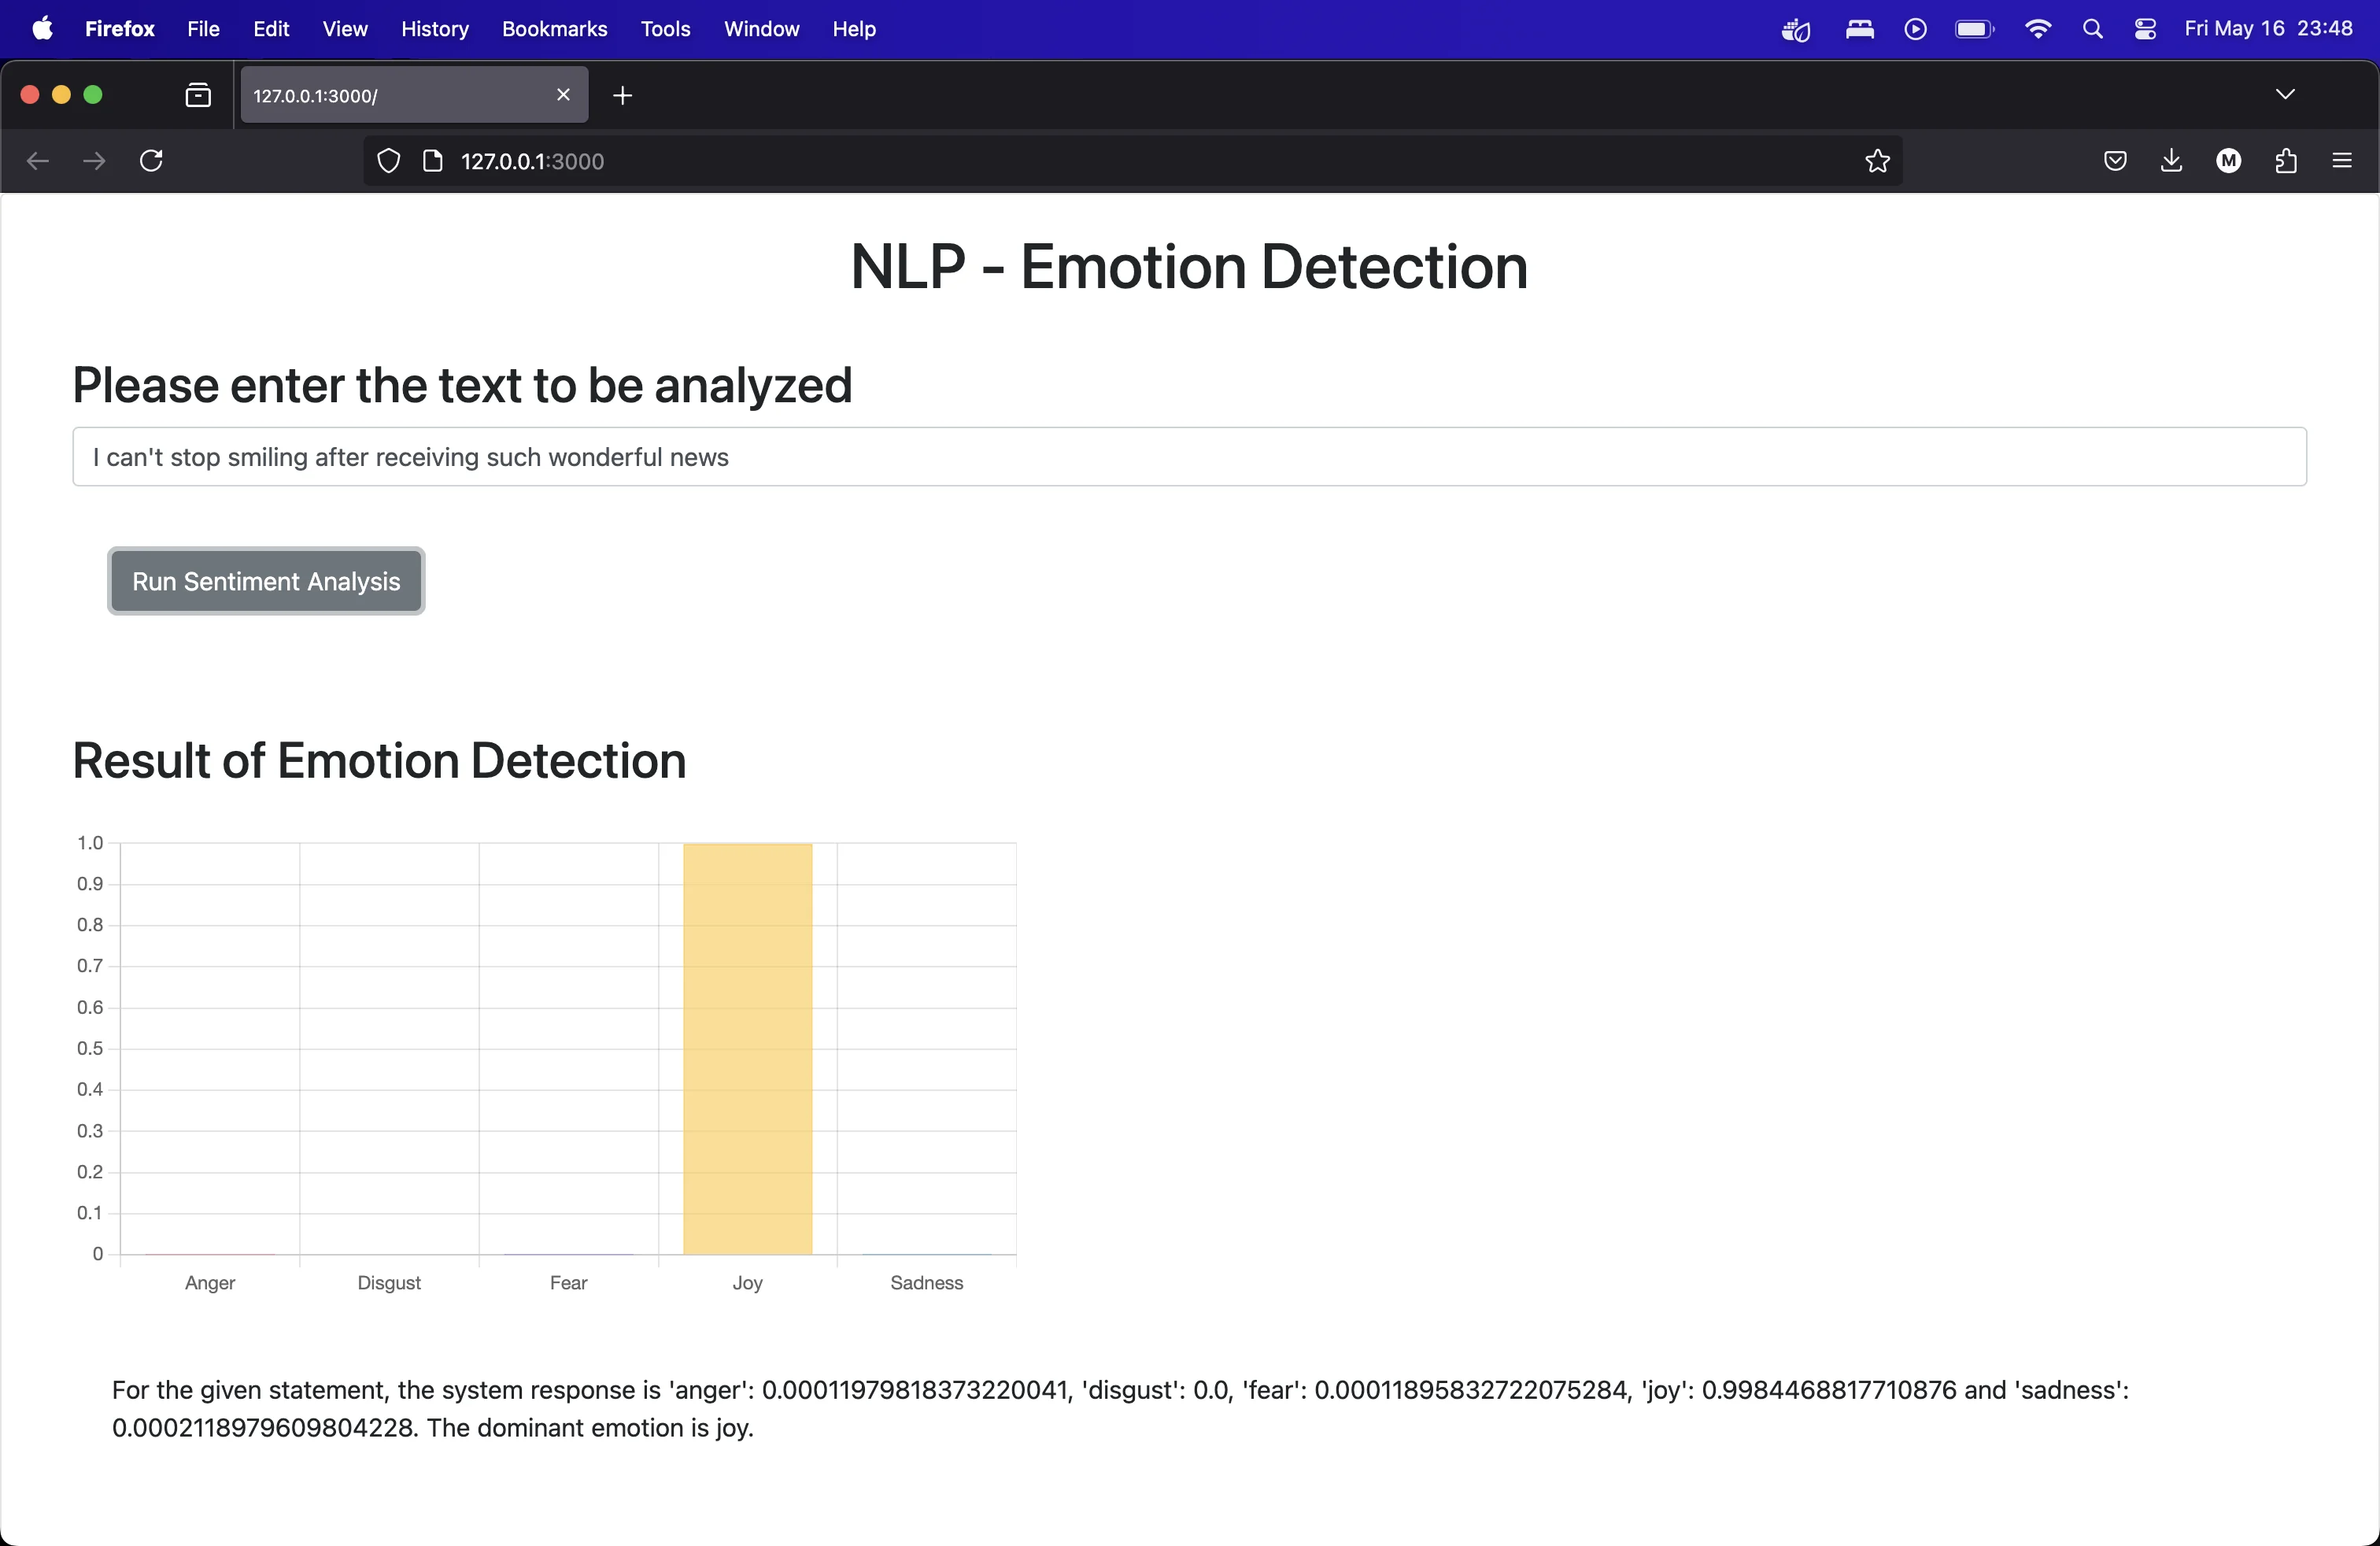 Firefox File Edit View History Bookmarks Tools Window Help Fri May 16 23:48
127.0.0.1:3000/
127.0.0.1:3000
M
NLP - Emotion Detection
Please enter the text to be analyzed
I can't stop smiling after receiving such wonderful news
Run Sentiment Analysis
Result of Emotion Detection
1.0
0.9
0.8
0.7
0.6
0.5
0.4
0.3
0.2
0.1
0
Anger Disgust Fear Joy Sadness
For the given statement, the system response is 'anger': 0.00011979818373220041, 'disgust': 0.0, 'fear': 0.00011895832722075284, 'joy': 0.9984468817710876 and 'sadness':
0.0002118979609804228. The dominant emotion is joy.